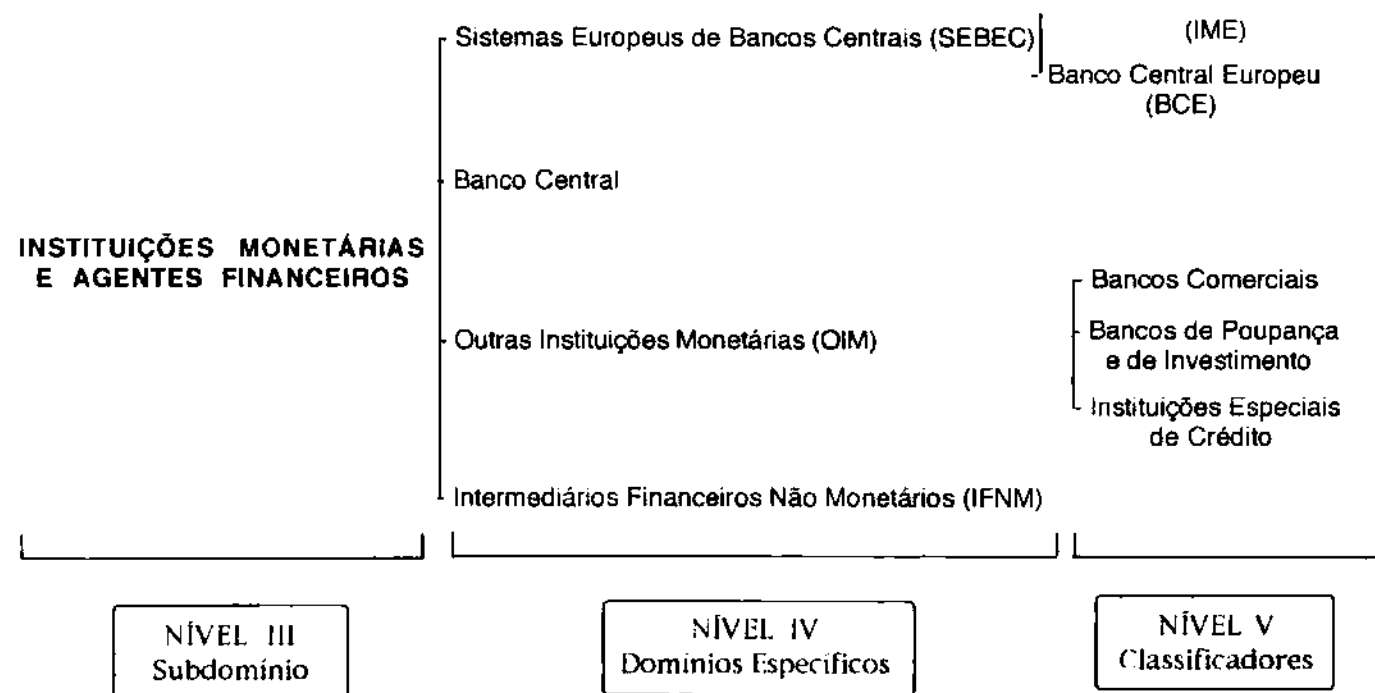 Sistemas Europeus de Bancos Centrais (SEBEC)
(IME)
Banco Central Europeu
(BCE)
Banco Central
INSTITUIÇÕES MONETÁRIAS
E AGENTES FINANCEIROS
Outras Instituições Monetárias (OIM)
Bancos Comerciais
Bancos de Poupança
e de Investimento
Instituições Especiais
de Crédito
Intermediários Financeiros Não Monetários (IFNM)
NÍVEL III
Subdomínio
NÍVEL IV
Domínios Específicos
NÍVEL V
Classificadores